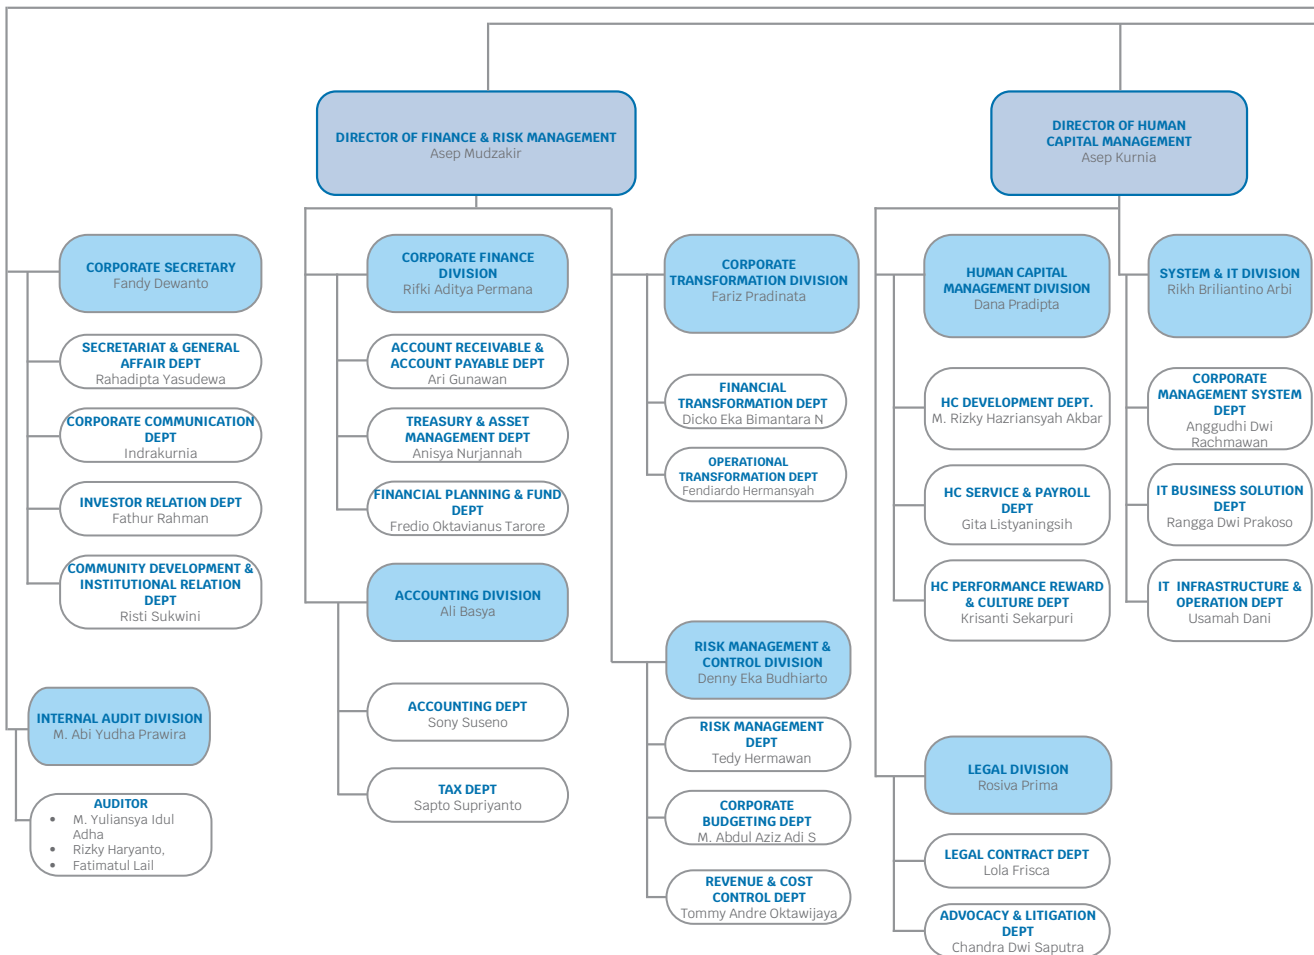 DIRECTOR OF FINANCE & RISK MANAGEMENT
Asep Mudzakir
DIRECTOR OF HUMAN
CAPITAL MANAGEMENT
Asep Kurnia
CORPORATE SECRETARY
Fandy Dewanto
SECRETARIAT & GENERAL
AFFAIR DEPT
Rahadipta Yasudewa
CORPORATE COMMUNICATION
DEPT
Indrakurnia
INVESTOR RELATION DEPT
Fathur Rahman
COMMUNITY DEVELOPMENT &
INSTITUTIONAL RELATION
DEPT
Risti Sukwini
INTERNAL AUDIT DIVISION
M. Abi Yudha Prawira
AUDITOR
• M. Yuliansya Idul
Adha
• Rizky Haryanto,
• Fatimatul Lail
CORPORATE FINANCE
DIVISION
Rifki Aditya Permana
ACCOUNT RECEIVABLE &
ACCOUNT PAYABLE DEPT
Ari Gunawan
TREASURY & ASSET
MANAGEMENT DEPT
Anisya Nurjannah
FINANCIAL PLANNING & FUND
DEPT
Fredio Oktavianus Tarore
ACCOUNTING DIVISION
Ali Basya
ACCOUNTING DEPT
Sony Suseno
TAX DEPT
Sapto Supriyanto
CORPORATE
TRANSFORMATION DIVISION
Fariz Pradinata
FINANCIAL
TRANSFORMATION DEPT
Dicko Eka Bimantara N
OPERATIONAL
TRANSFORMATION DEPT
Fendiardo Hermansyah
RISK MANAGEMENT &
CONTROL DIVISION
Denny Eka Budhiarto
RISK MANAGEMENT
DEPT
Tedy Hermawan
CORPORATE
BUDGETING DEPT
M. Abdul Aziz Adi S
REVENUE & COST
CONTROL DEPT
Tommy Andre Oktawijaya
HUMAN CAPITAL
MANAGEMENT DIVISION
Dana Pradipta
HC DEVELOPMENT DEPT.
M. Rizky Hazriansyah Akbar
HC SERVICE & PAYROLL
DEPT
Gita Listyaningsih
HC PERFORMANCE REWARD
& CULTURE DEPT
Krisanti Sekarpuri
LEGAL DIVISION
Rosiva Prima
LEGAL CONTRACT DEPT
Lola Frisca
ADVOCACY & LITIGATION
DEPT
Chandra Dwi Saputra
SYSTEM & IT DIVISION
Rikh Briliantino Arbi
CORPORATE
MANAGEMENT SYSTEM
DEPT
Anggudhi Dwi
Rachmawan
IT BUSINESS SOLUTION
DEPT
Rangga Dwi Prakoso
IT INFRASTRUCTURE &
OPERATION DEPT
Usamah Dani